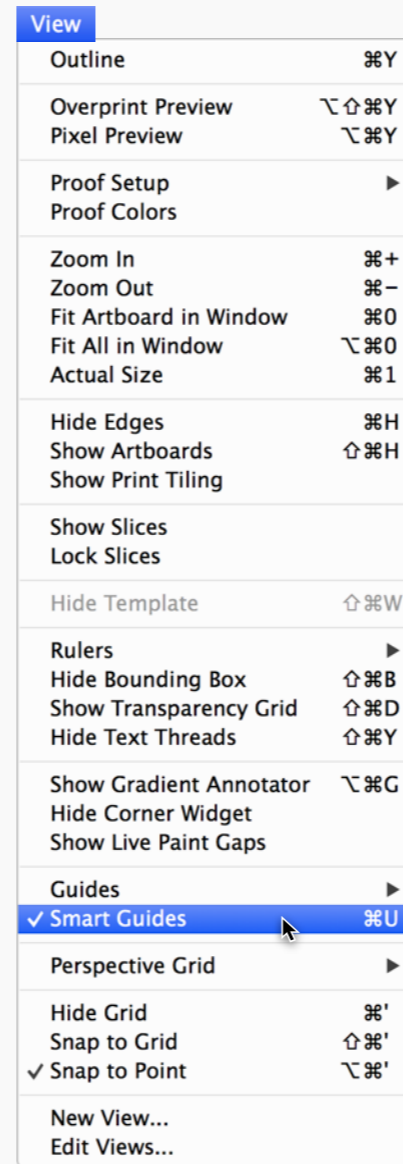 View
Outline ⌘Y
Overprint Preview ⌥⇧⌘Y
Pixel Preview ⌥⌘Y
Proof Setup ▶
Proof Colors
Zoom In ⌘+
Zoom Out ⌘−
Fit Artboard in Window ⌘0
Fit All in Window ⌥⌘0
Actual Size ⌘1
Hide Edges ⌘H
Show Artboards ⇧⌘H
Show Print Tiling
Show Slices
Lock Slices
Hide Template ⇧⌘W
Rulers ▶
Hide Bounding Box ⇧⌘B
Show Transparency Grid ⇧⌘D
Hide Text Threads ⇧⌘Y
Show Gradient Annotator ⌥⌘G
Hide Corner Widget
Show Live Paint Gaps
Guides ▶
✓ Smart Guides ⌘U
Perspective Grid ▶
Hide Grid ⌘'
Snap to Grid ⇧⌘'
✓ Snap to Point ⌥⌘'
New View...
Edit Views...